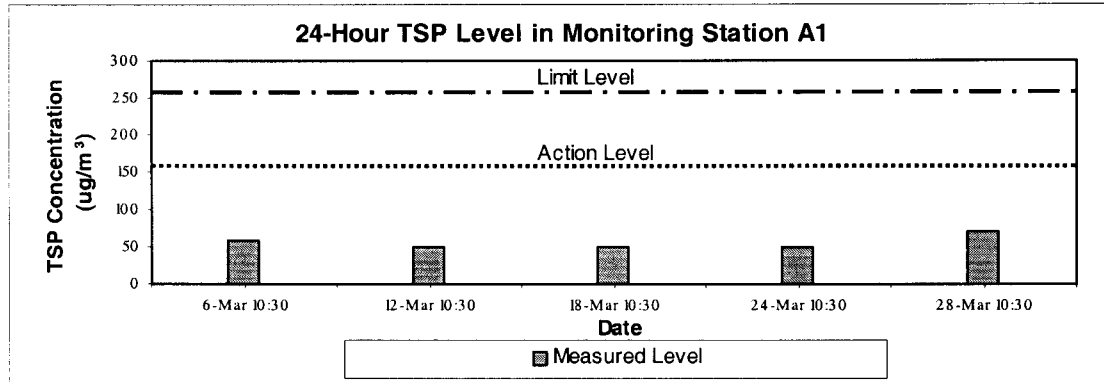 24-Hour TSP Level in Monitoring Station A1
TSP Concentration
(ug/m³)
300
250
200
150
100
50
0
Limit Level
Action Level
6-Mar 10:30 12-Mar 10:30 18-Mar 10:30 24-Mar 10:30 28-Mar 10:30
Date
Measured Level